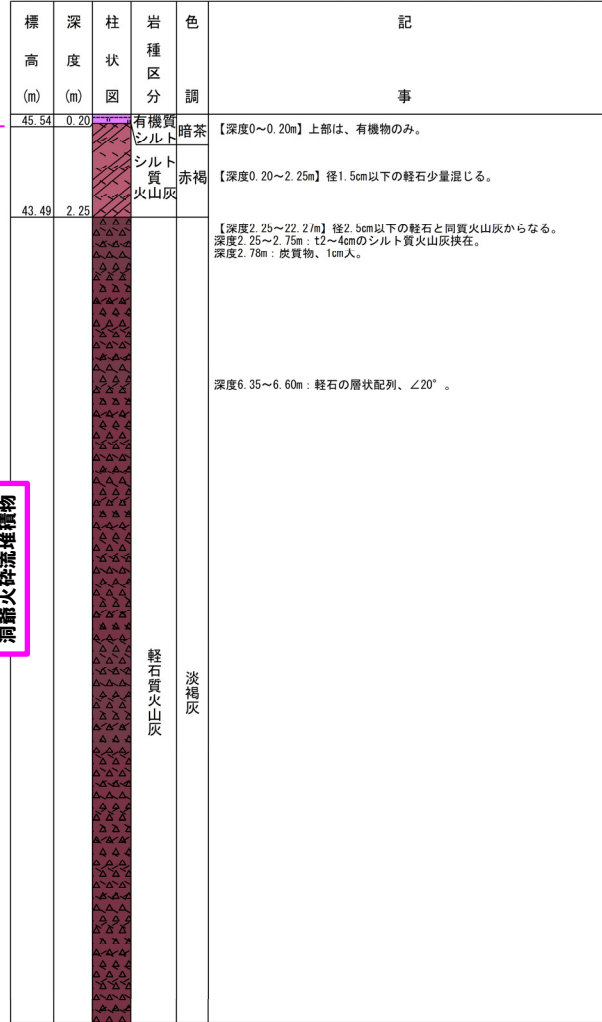 標高(m)
深度(m)
柱状図
岩種区分
色調
記事
45.54
0.20
有機質
シルト
暗茶
【深度0～0.20m】上部は、有機物のみ。
シルト
質
火山灰
赤褐
【深度0.20～2.25m】径1.5cm以下の軽石少量混じる。
43.49
2.25
【深度2.25～22.27m】径2.5cm以下の軽石と同質火山灰からなる。
深度2.25～2.75m：t2～4cmのシルト質火山灰挟在。
深度2.78m：炭質物、1cm大。
深度6.35～6.60m：軽石の層状配列、∠20°。
洞爺火砕流堆積物
軽石質火山灰
淡褐灰